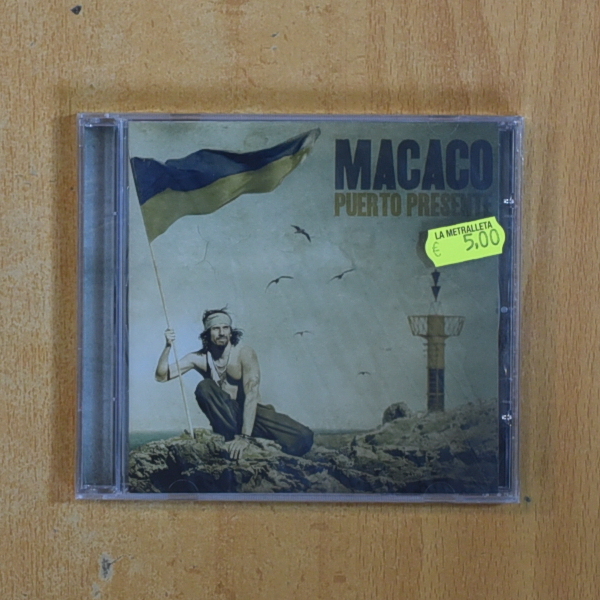 MACACO
PUERTO PRESENTE
LA METRALLETA
€ 5,00